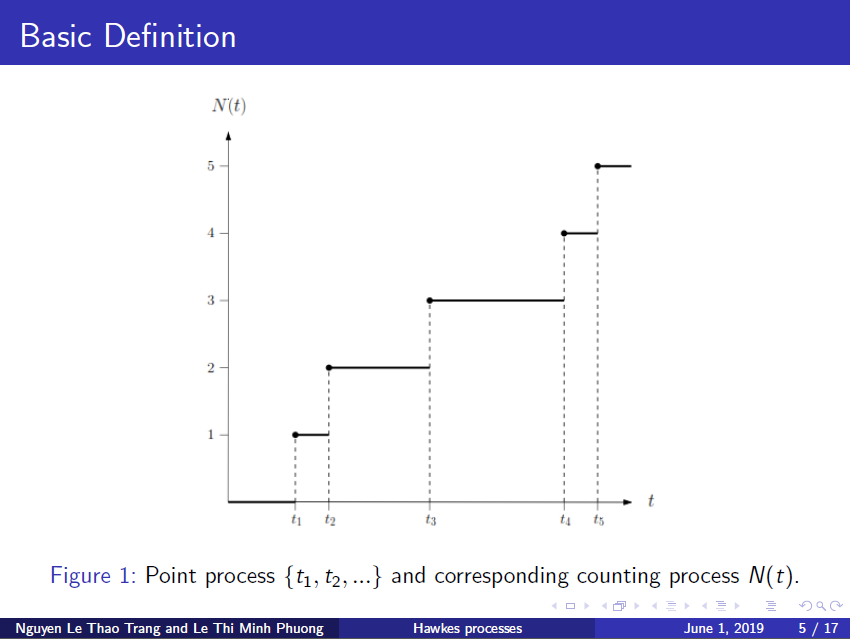 Basic Definition
N(t)
5
4
3
2
1
t
t₁ t₂ t₃ t₄ t₅
Figure 1: Point process {t₁, t₂, ...} and corresponding counting process N(t).
Nguyen Le Thao Trang and Le Thi Minh Phuong Hawkes processes June 1, 2019 5 / 17